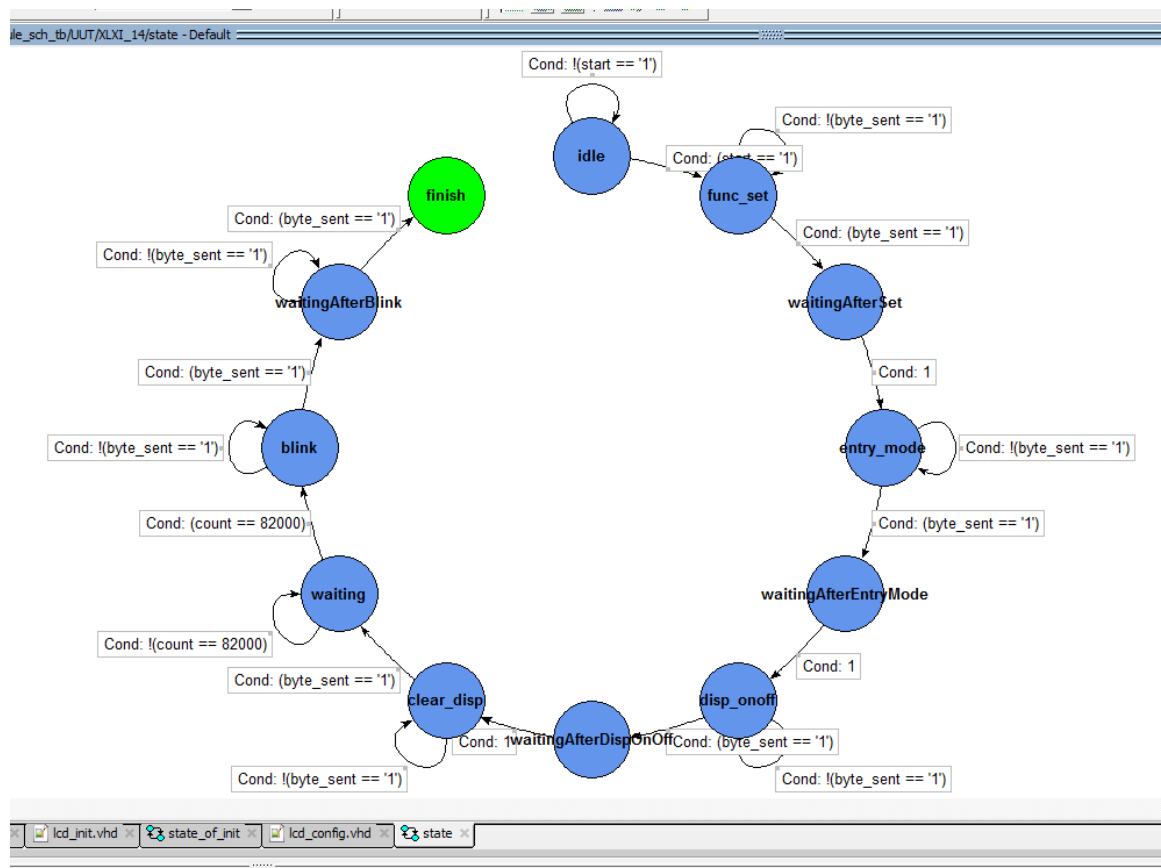 ule_sch_tb/UUT/XLXI_14/state - Default
Cond: !(start == '1')
Cond: !(byte_sent == '1')
idle
Cond: (start == '1')
finish
func_set
Cond: (byte_sent == '1')
Cond: (byte_sent == '1')
Cond: !(byte_sent == '1')
waitingAfterBlink
waitingAfterSet
Cond: (byte_sent == '1')
Cond: 1
Cond: !(byte_sent == '1')
blink
entry_mode
Cond: !(byte_sent == '1')
Cond: (count == 82000)
Cond: (byte_sent == '1')
waiting
waitingAfterEntryMode
Cond: !(count == 82000)
Cond: 1
Cond: (byte_sent == '1')
clear_disp
disp_onoff
Cond: 1
waitingAfterDispOnOff
Cond: (byte_sent == '1')
Cond: !(byte_sent == '1')
Cond: !(byte_sent == '1')
lcd_init.vhd
state_of_init
lcd_config.vhd
state